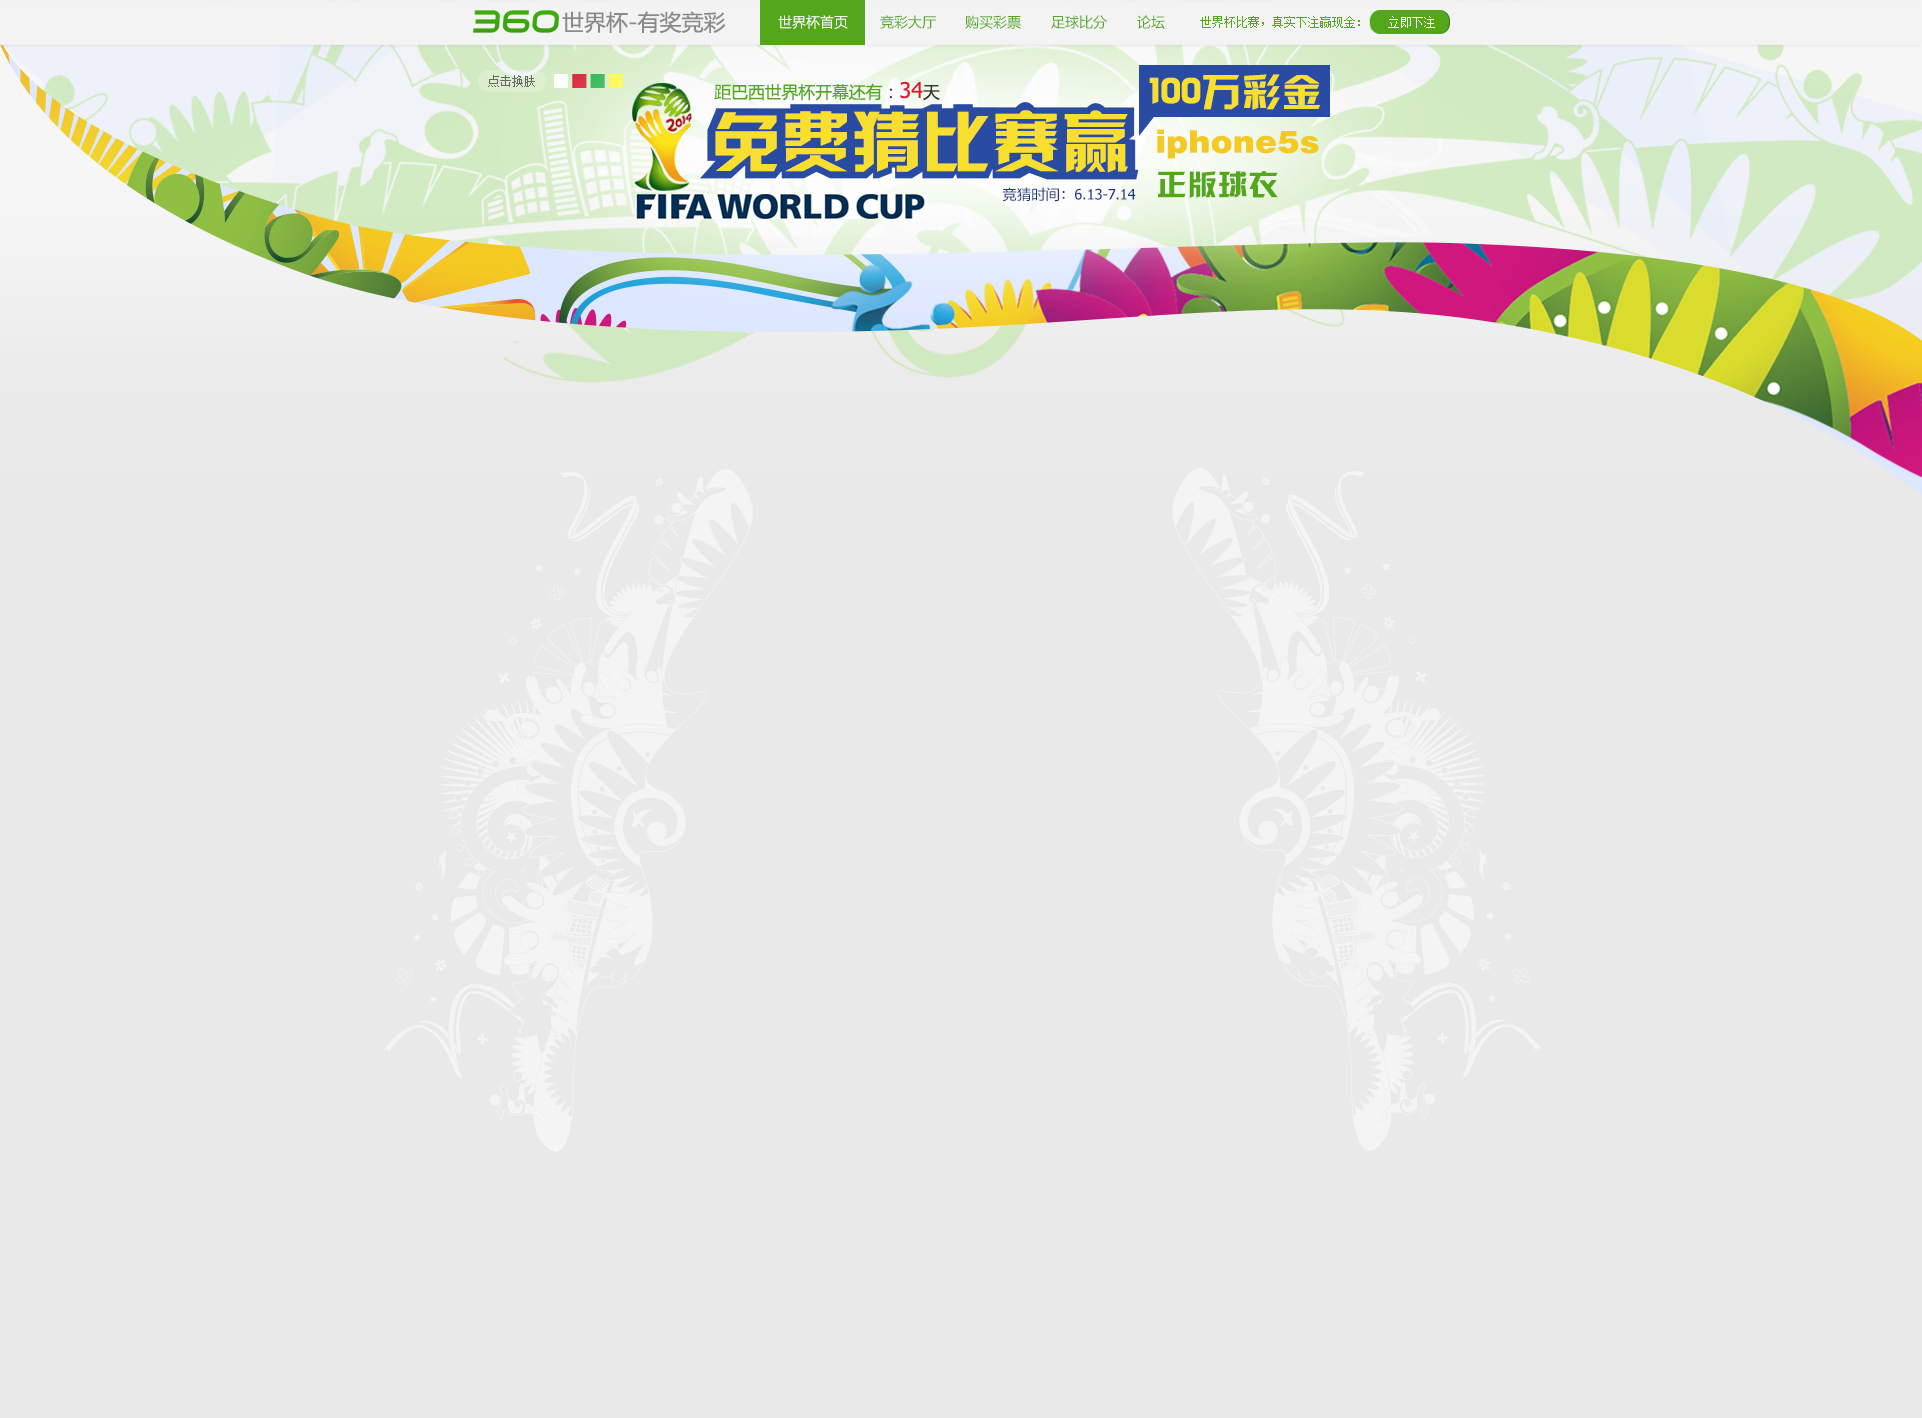 360世界杯-有奖竞彩
世界杯首页 竞彩大厅 购买彩票 足球比分 论坛 世界杯比赛，真实下注赢现金： 立即下注
点击换肤
距巴西世界杯开幕还有：34天
免费猜比赛赢
100万彩金
iphone5s
正版球衣
竞猜时间：6.13-7.14
2014
FIFA WORLD CUP